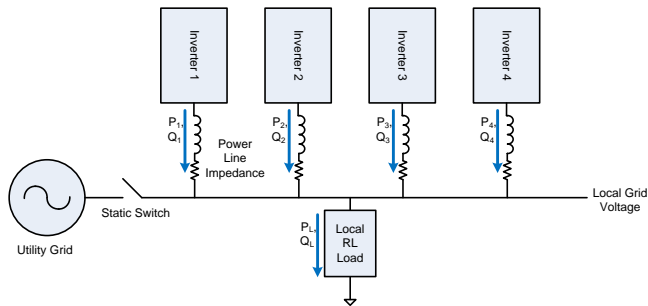 Inverter 1
Inverter 2
Inverter 3
Inverter 4
P1,
Q1
P2,
Q2
P3,
Q3
P4,
Q4
Power
Line
Impedance
Static Switch
Utility Grid
Local Grid
Voltage
PL,
QL
Local
RL
Load